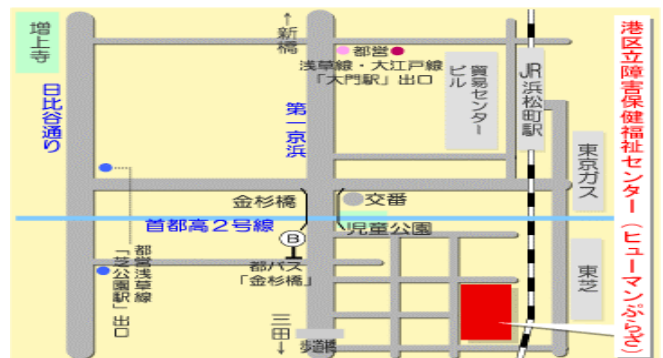 増上寺
日比谷通り
←新橋
都営
浅草線・大江戸線
「大門駅」出口
貿易センター
ビル
JR浜松町駅
港区立障害保健福祉センター(ヒューマンぷらざ)
第一京浜
東京ガス
金杉橋
交番
首都高2号線
児童公園
都営浅草線
「芝公園駅」出口
B
都バス
「金杉橋」
東芝
三田→
歩道橋